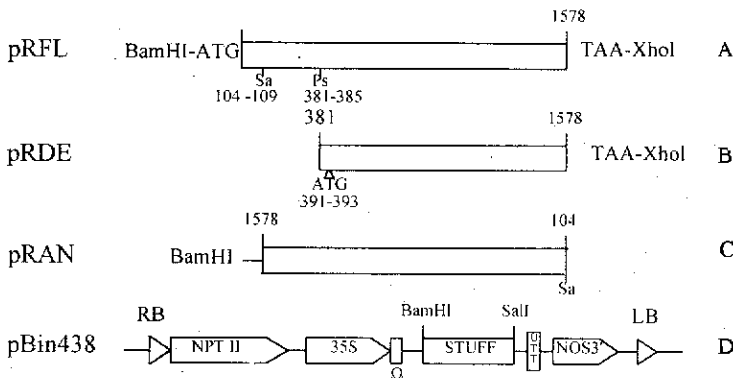 1578
pRFL BamHI-ATG TAA-XhoI A
Sa Ps
104 -109 381-385
381 1578
pRDE TAA-XhoI B
ATG
391-393
1578 104
pRAN BamHI C
Sa
RB BamHI SalI LB
pBin438 NPT II 35S STUFF NOS3' D
Ω